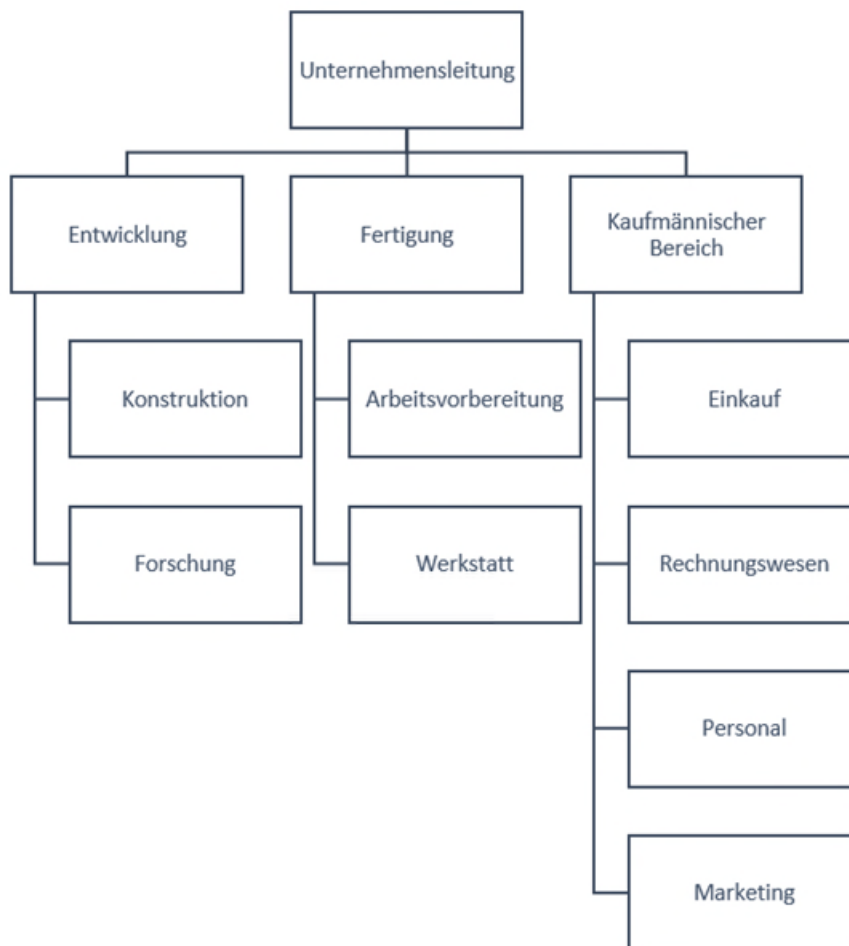 Unternehmensleitung
Entwicklung
Fertigung
Kaufmännischer
Bereich
Konstruktion
Arbeitsvorbereitung
Einkauf
Forschung
Werkstatt
Rechnungswesen
Personal
Marketing